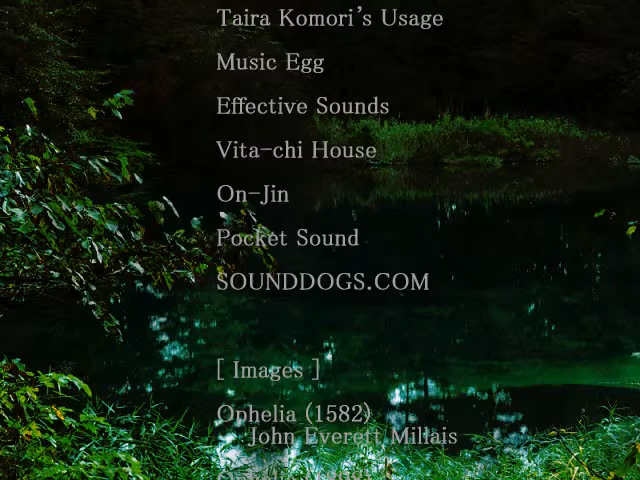 Taira Komori's Usage
Music Egg
Effective Sounds
Vita-chi House
On-Jin
Pocket Sound
SOUNDDOGS.COM
[ Images ]
Ophelia (1582)
John Everett Millais